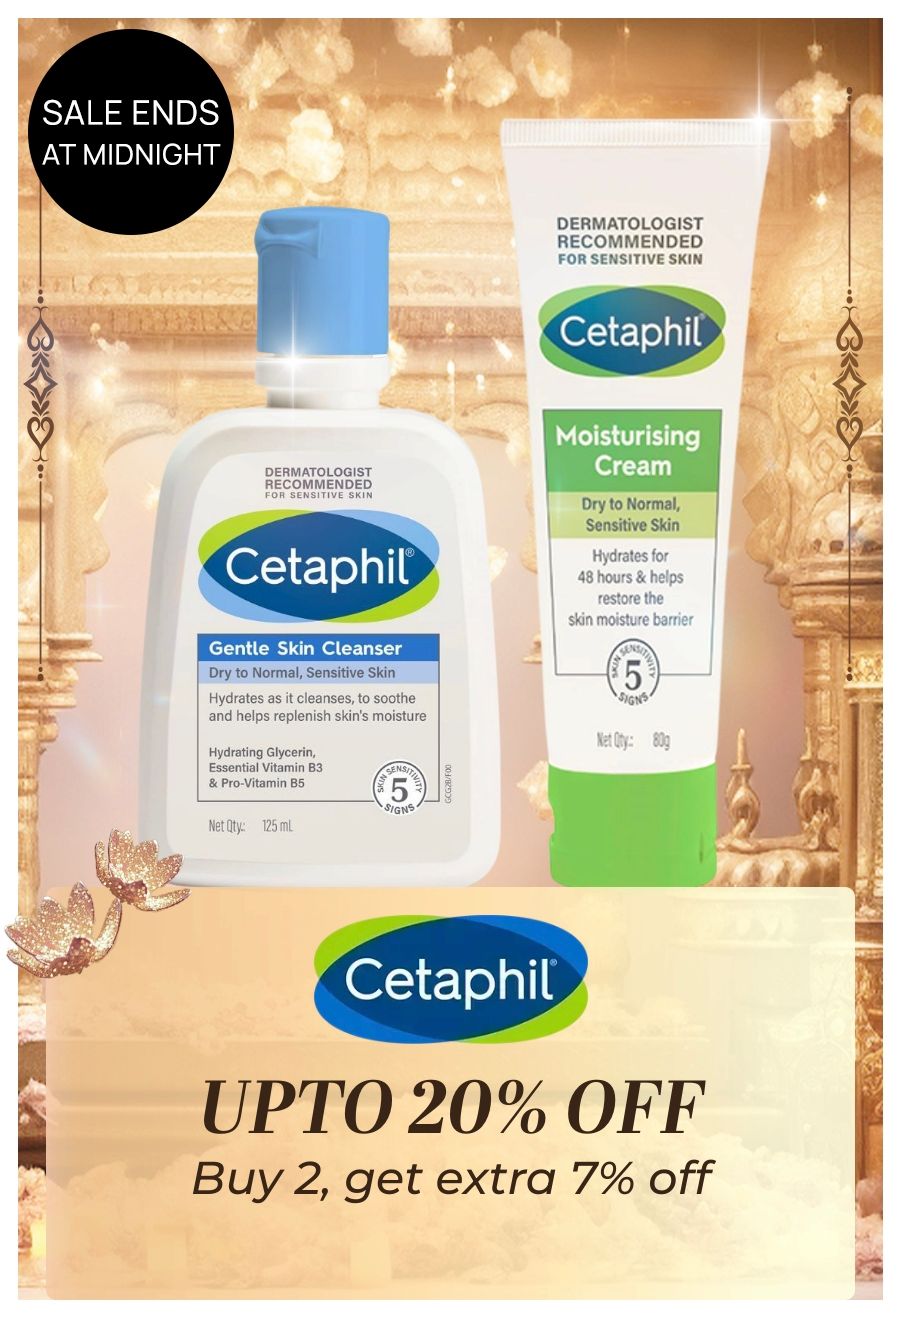 SALE ENDS
AT MIDNIGHT
DERMATOLOGIST
RECOMMENDED
FOR SENSITIVE SKIN
Cetaphil®
Gentle Skin Cleanser
Dry to Normal, Sensitive Skin
Hydrates as it cleanses, to soothe
and helps replenish skin's moisture
Hydrating Glycerin,
Essential Vitamin B3
& Pro-Vitamin B5
SKIN SENSITIVITY
5
SIGNS
GCG2B/F00
Net Qty.: 125 mL
DERMATOLOGIST
RECOMMENDED
FOR SENSITIVE SKIN
Cetaphil®
Moisturising
Cream
Dry to Normal,
Sensitive Skin
Hydrates for
48 hours & helps
restore the
skin moisture barrier
SKIN SENSITIVITY
5
SIGNS
Net Qty.: 80g
Cetaphil®
UPTO 20% OFF
Buy 2, get extra 7% off